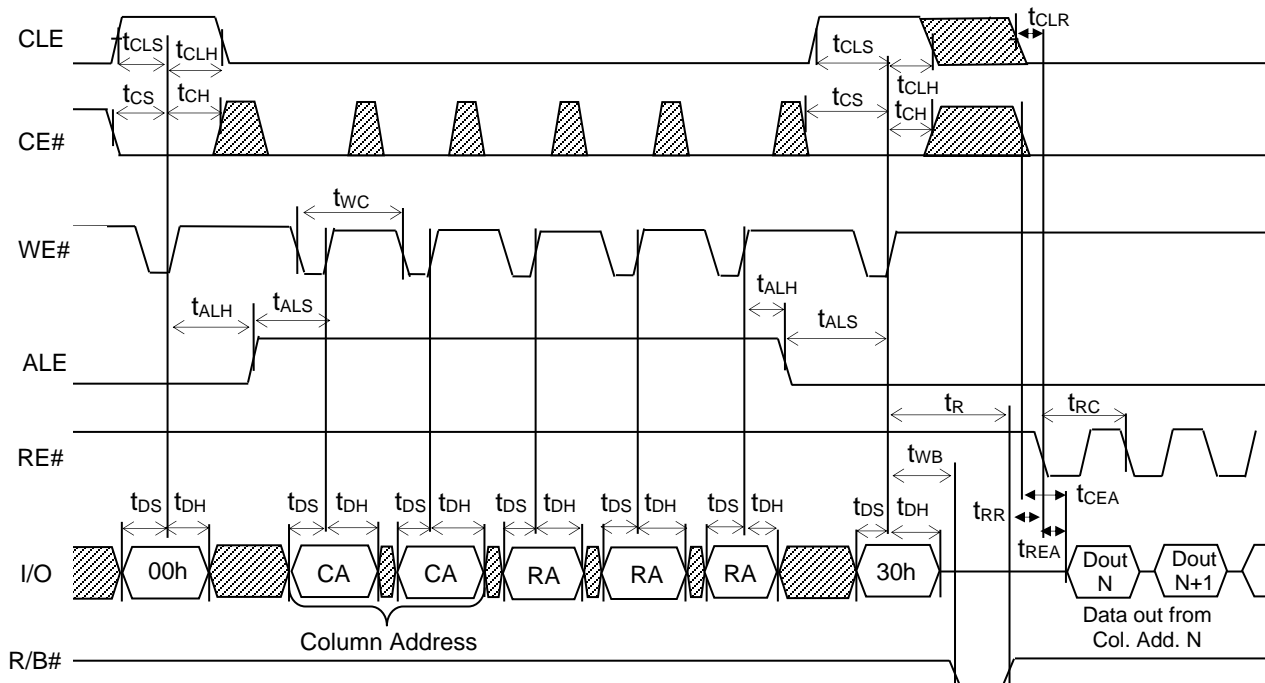 CLE tCLS tCLH tCLS tCLH tCLR
CE# tCS tCH tCS tCH
WE# tWC
ALE tALH tALS tALH tALS
RE# tR tRC
tWB tCEA
tRR tREA
tDS tDH tDS tDH tDS tDH tDS tDH tDS tDH tDS tDH tDS tDH
I/O 00h CA CA RA RA RA 30h Dout N Dout N+1
Column Address
Data out from
Col. Add. N
R/B#